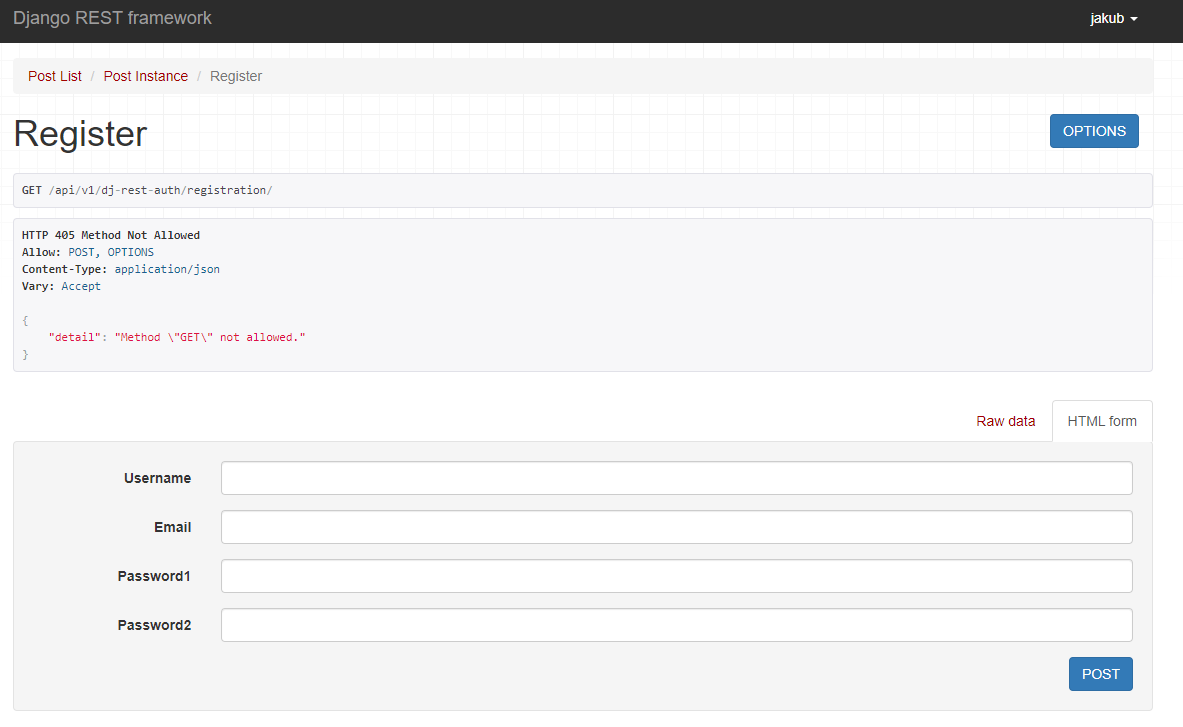 Django REST framework
jakub
Post List / Post Instance / Register
Register
OPTIONS
GET /api/v1/dj-rest-auth/registration/
HTTP 405 Method Not Allowed
Allow: POST, OPTIONS
Content-Type: application/json
Vary: Accept
{
    "detail": "Method \"GET\" not allowed."
}
Raw data
HTML form
Username
Email
Password1
Password2
POST